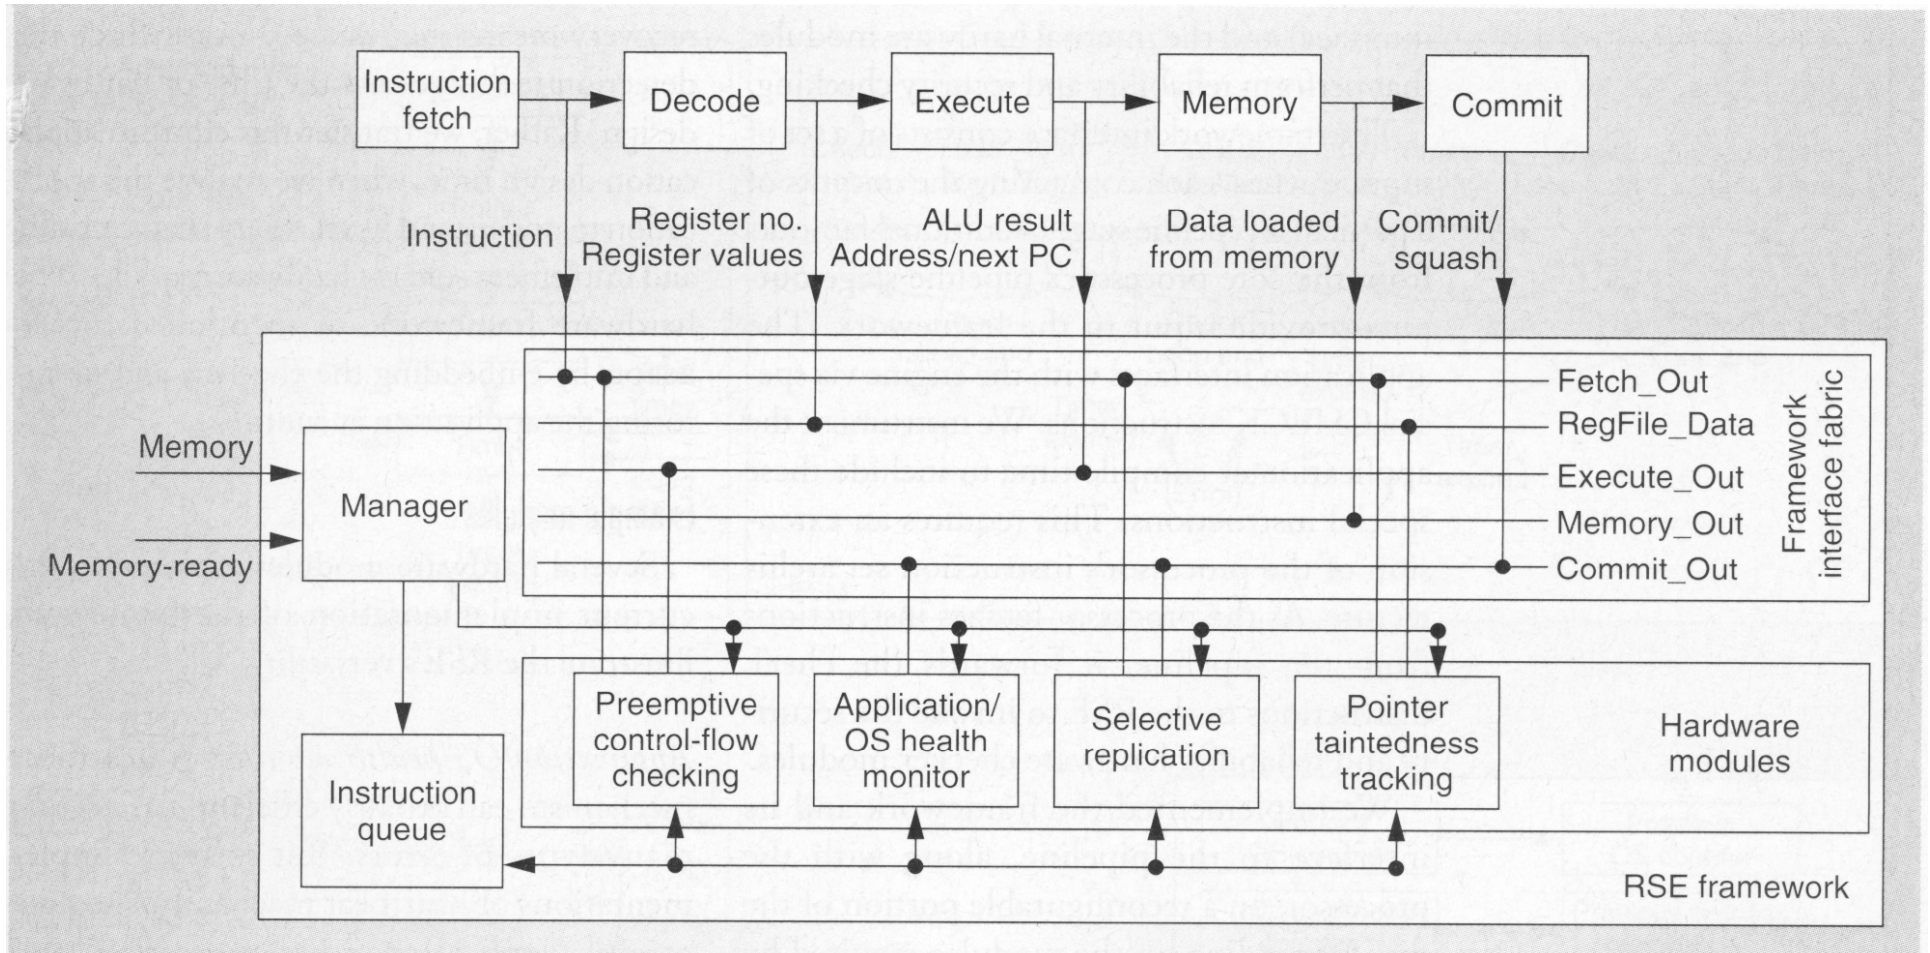 Instruction
fetch
Decode
Execute
Memory
Commit
Instruction
Register no.
Register values
ALU result
Address/next PC
Data loaded
from memory
Commit/
squash
Fetch_Out
RegFile_Data
Execute_Out
Memory_Out
Commit_Out
Framework
interface fabric
Memory
Memory-ready
Manager
Instruction
queue
Preemptive
control-flow
checking
Application/
OS health
monitor
Selective
replication
Pointer
taintedness
tracking
Hardware
modules
RSE framework